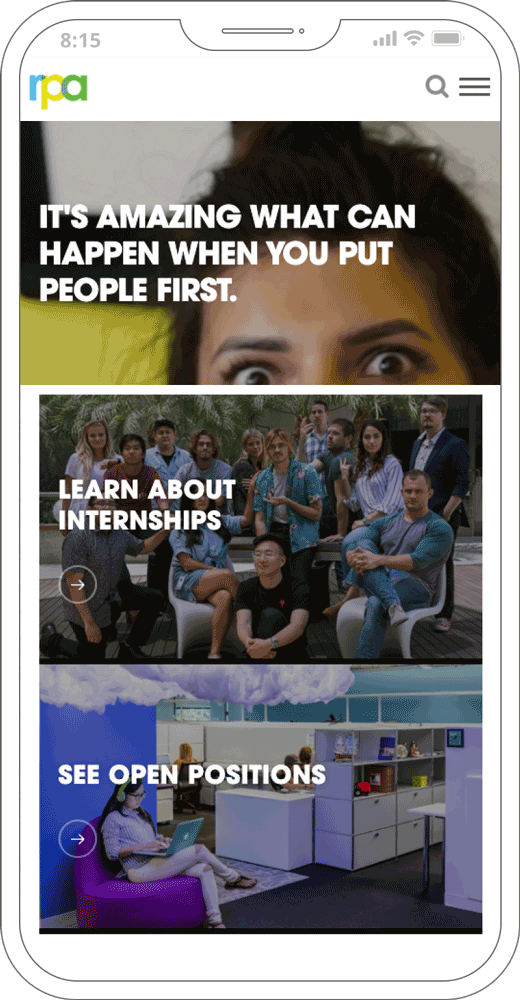 8:15
rpa
IT'S AMAZING WHAT CAN
HAPPEN WHEN YOU PUT
PEOPLE FIRST.
LEARN ABOUT
INTERNSHIPS
SEE OPEN POSITIONS